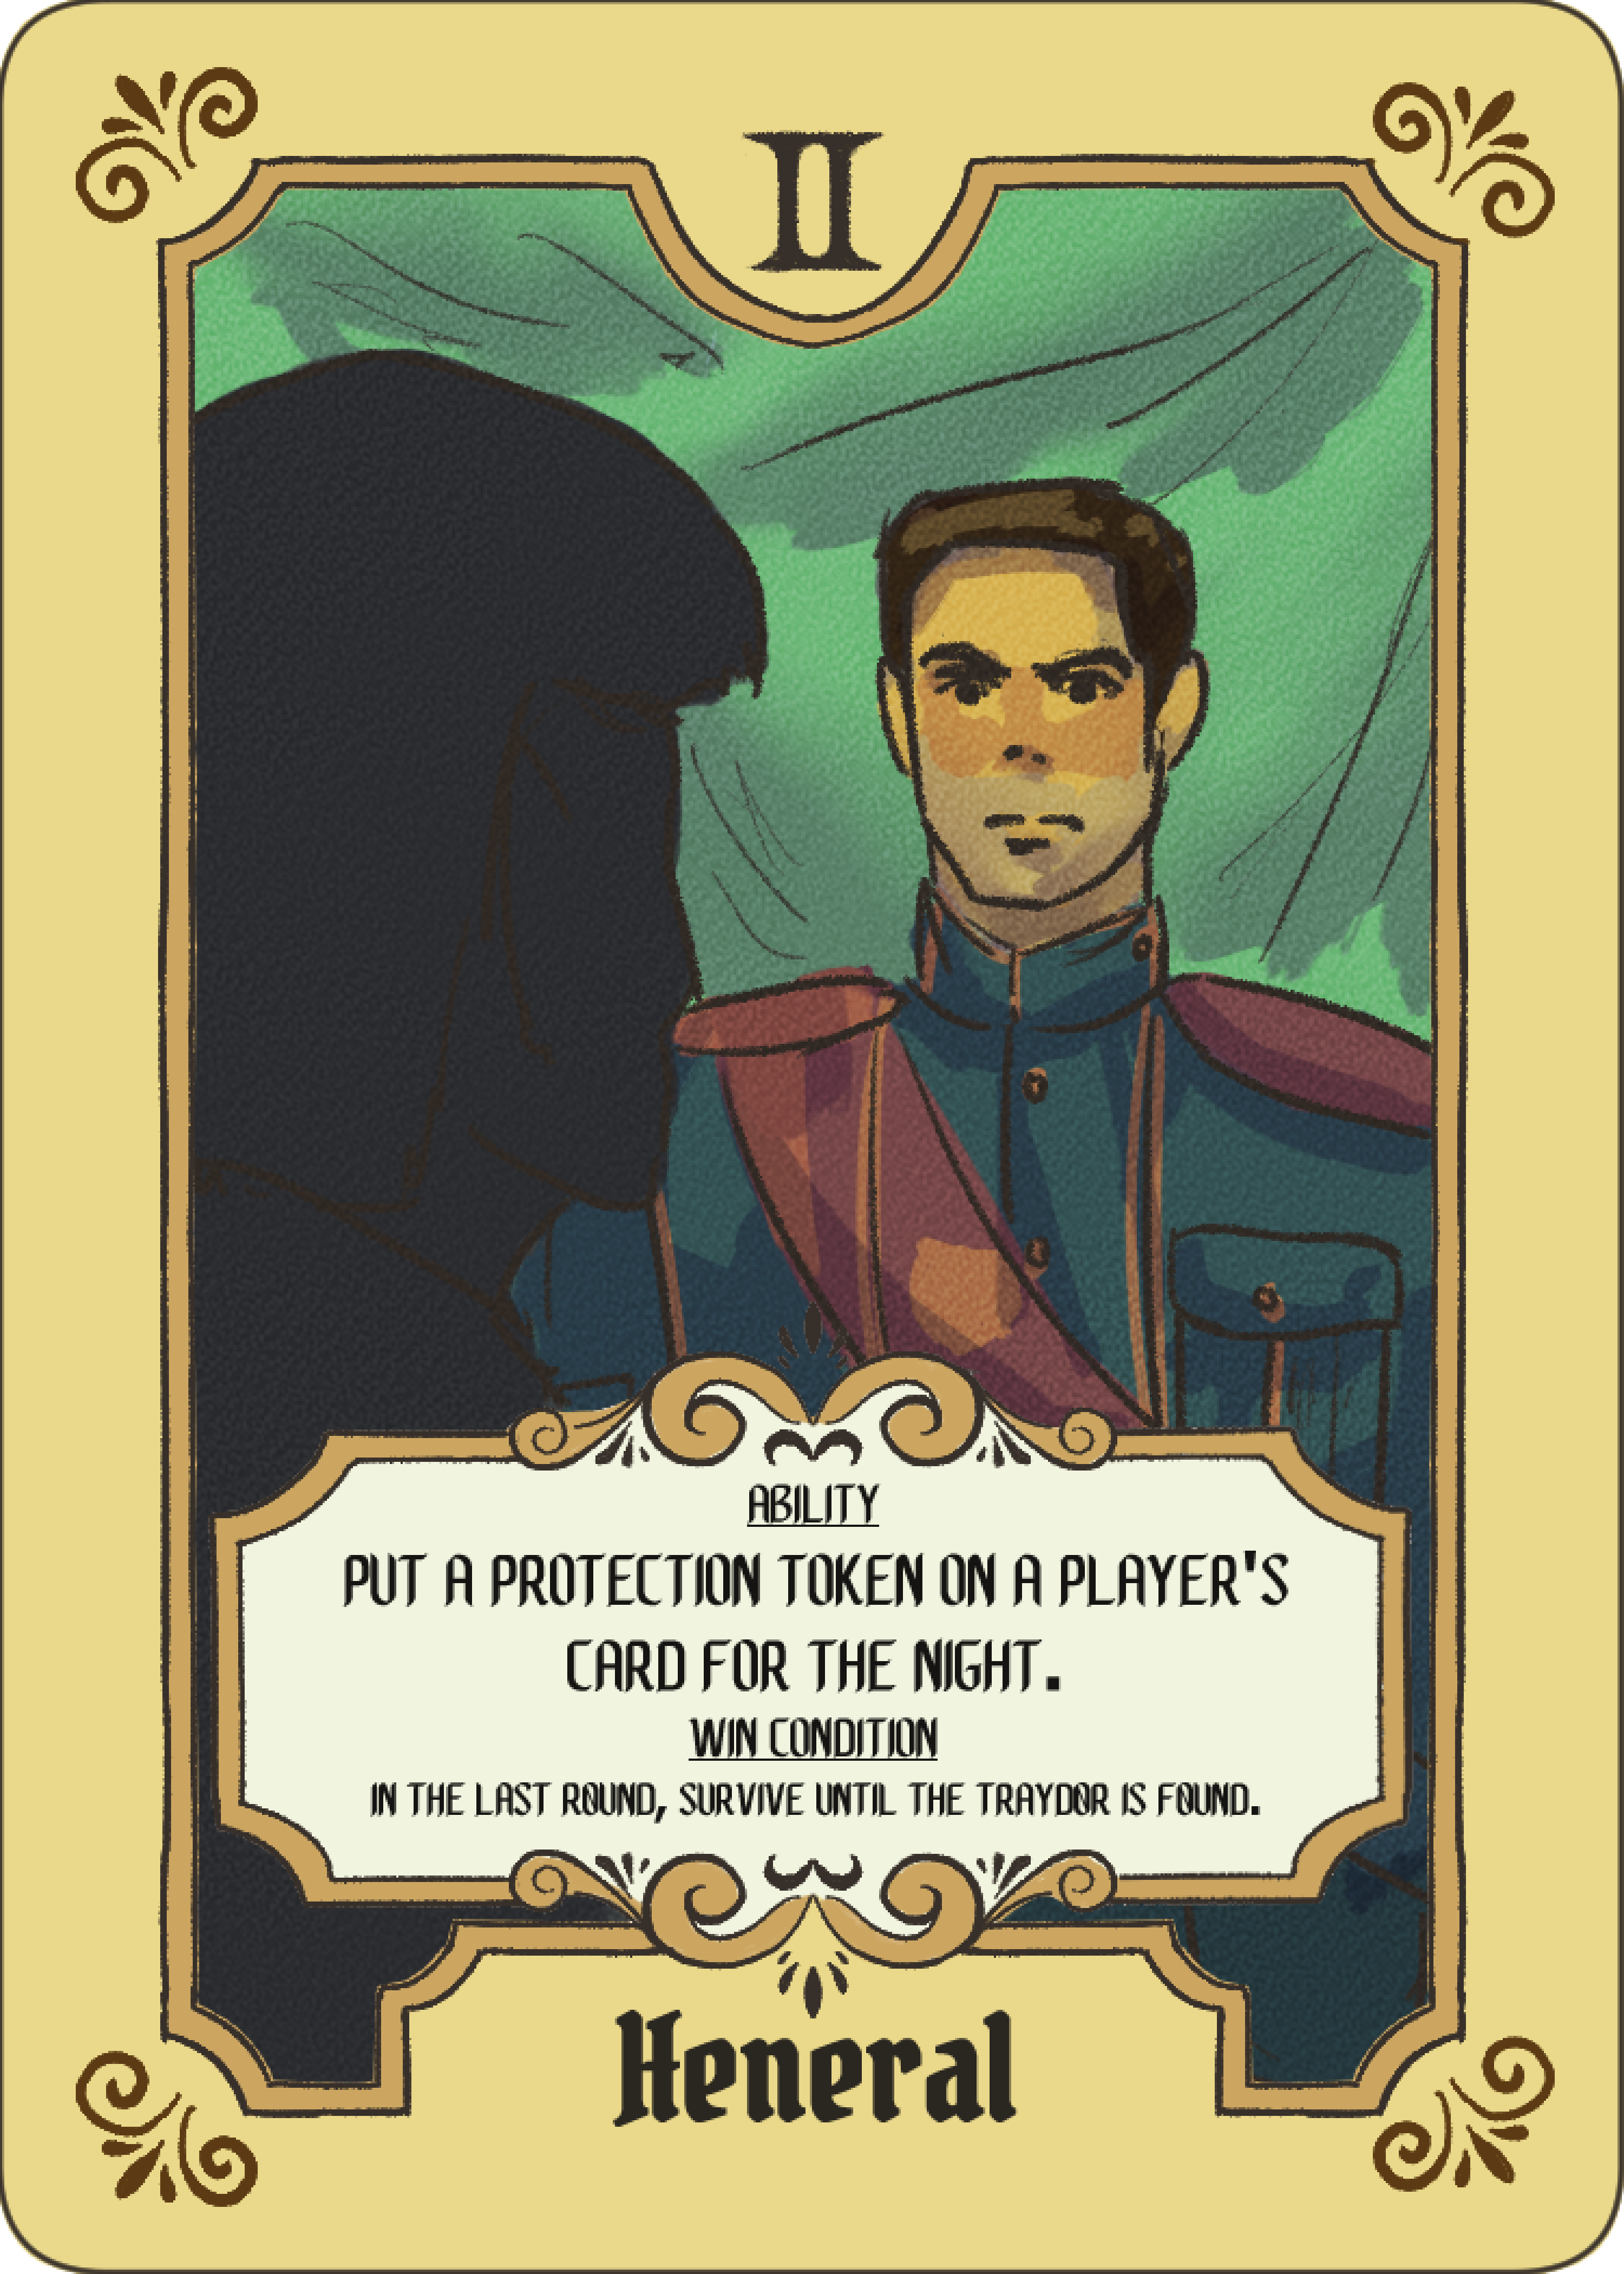 II
ABILITY
PUT A PROTECTION TOKEN ON A PLAYER'S
CARD FOR THE NIGHT.
WIN CONDITION
IN THE LAST ROUND, SURVIVE UNTIL THE TRAYDOR IS FOUND.
Heneral